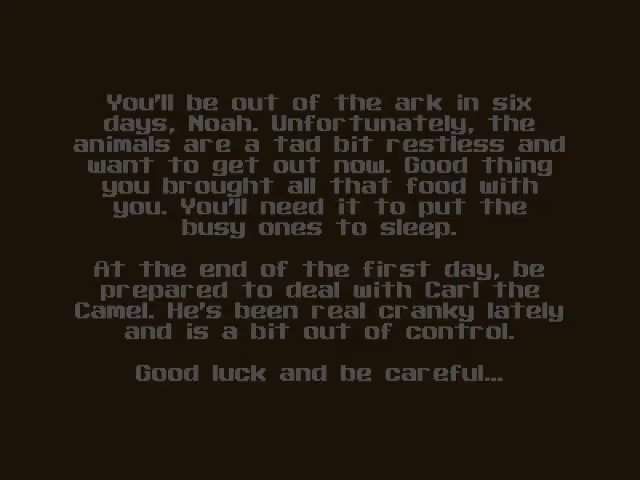 You'll be out of the ark in six
days, Noah. Unfortunately, the
animals are a tad bit restless and
want to get out now. Good thing
you brought all that food with
you. You'll need it to put the
busy ones to sleep.
At the end of the first day, be
prepared to deal with Carl the
Camel. He's been real cranky lately
and is a bit out of control.
Good luck and be careful...